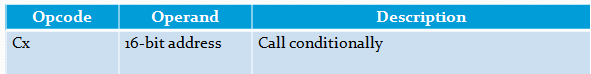 Opcode Operand Description
Cx 16-bit address Call conditionally